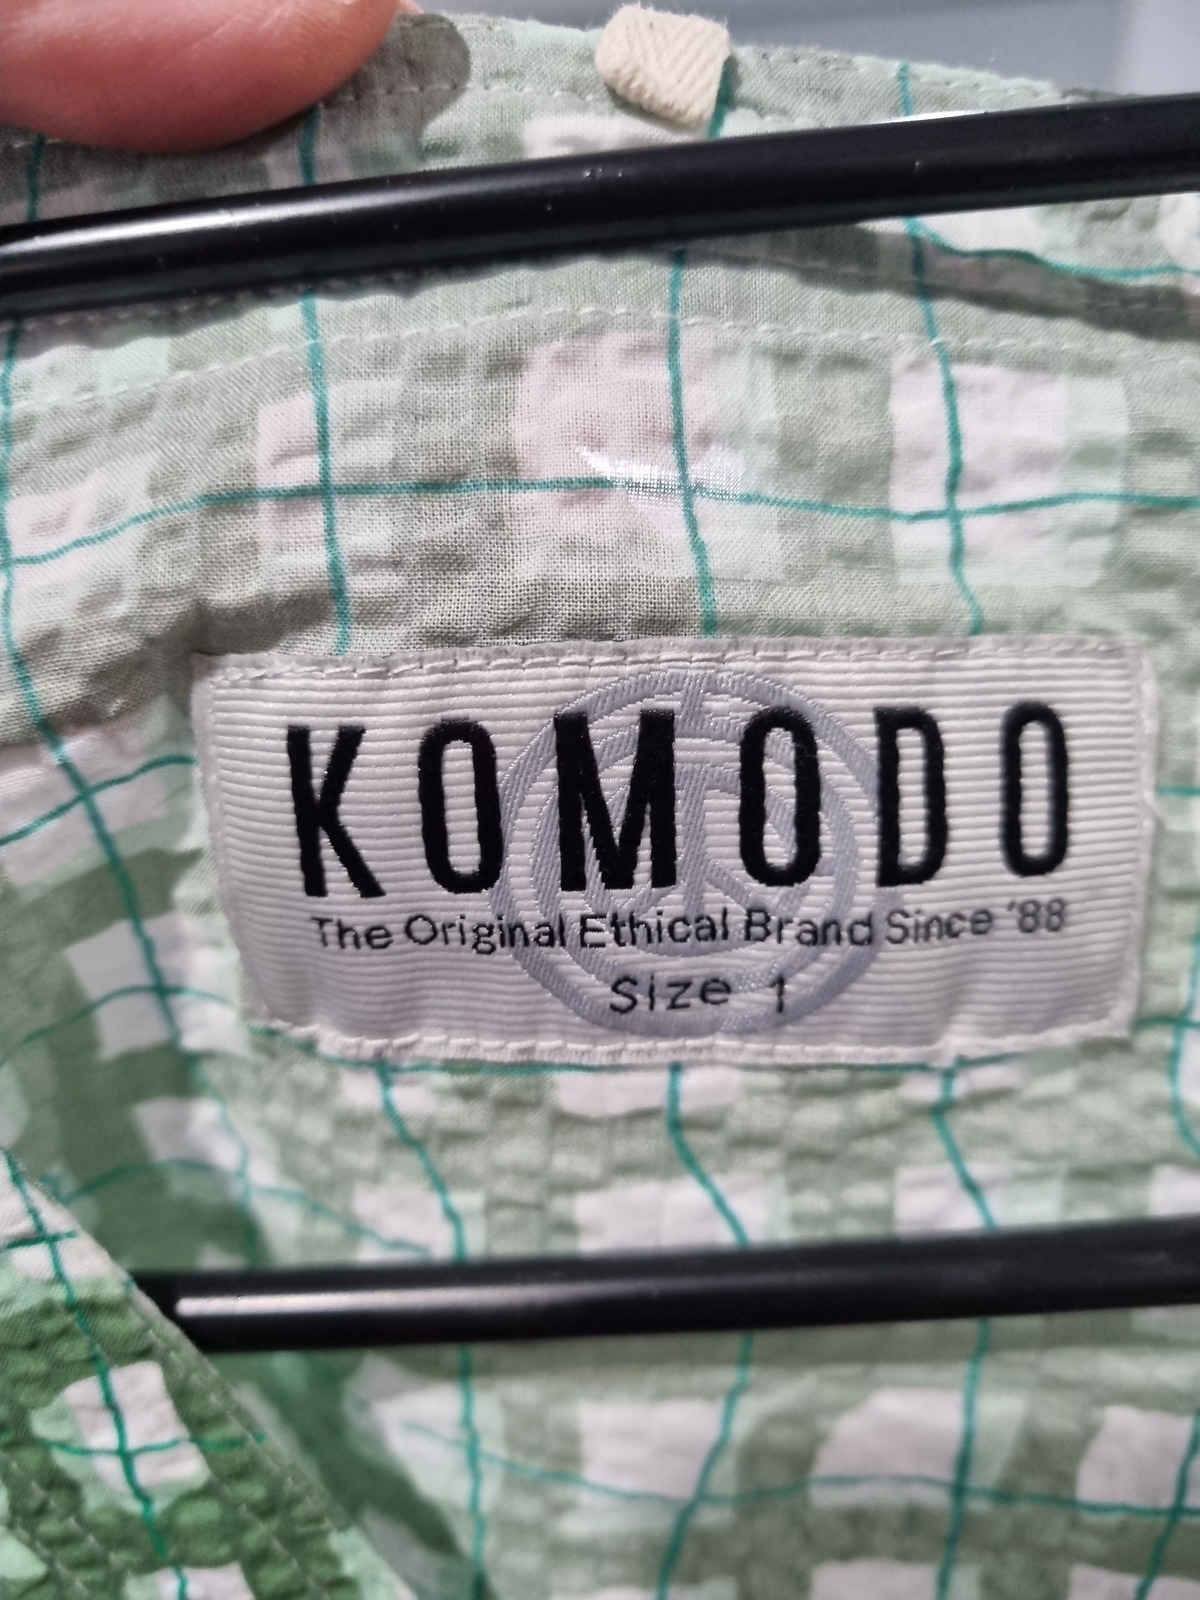 KOMODO
The Original Ethical Brand Since '88
Size 1